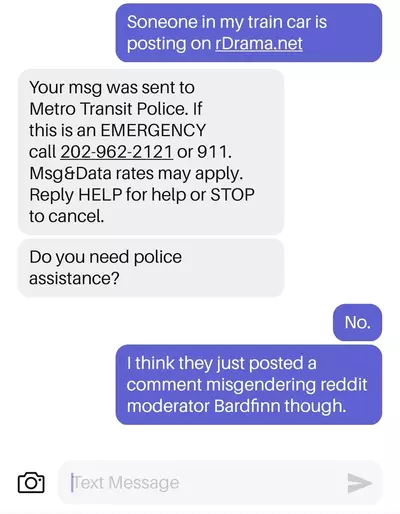 Soneone in my train car is
posting on rDrama.net
Your msg was sent to
Metro Transit Police. If
this is an EMERGENCY
call 202-962-2121 or 911.
Msg&Data rates may apply.
Reply HELP for help or STOP
to cancel.
Do you need police
assistance?
No.
I think they just posted a
comment misgendering reddit
moderator Bardfinn though.
Text Message